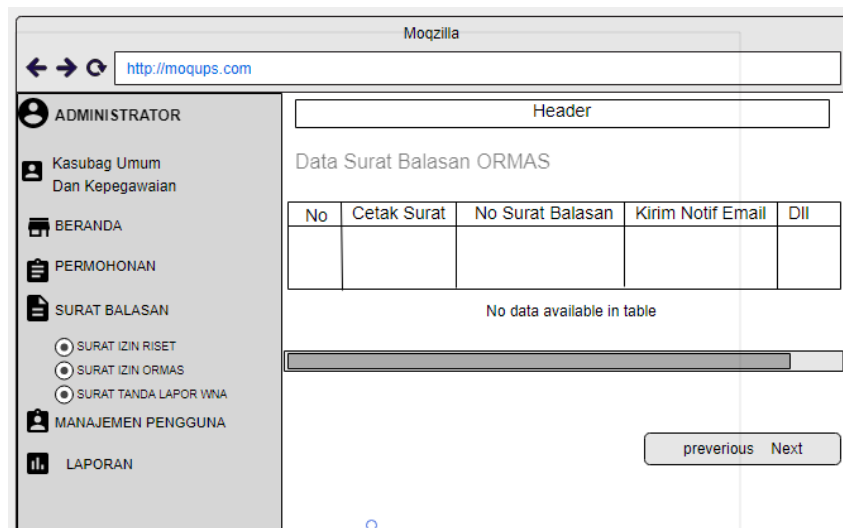 Moqzilla
http://moqups.com
ADMINISTRATOR
Kasubag Umum
Dan Kepegawaian
BERANDA
PERMOHONAN
SURAT BALASAN
SURAT IZIN RISET
SURAT IZIN ORMAS
SURAT TANDA LAPOR WNA
MANAJEMEN PENGGUNA
LAPORAN
Header
Data Surat Balasan ORMAS
No Cetak Surat No Surat Balasan Kirim Notif Email Dll
No data available in table
preverious Next